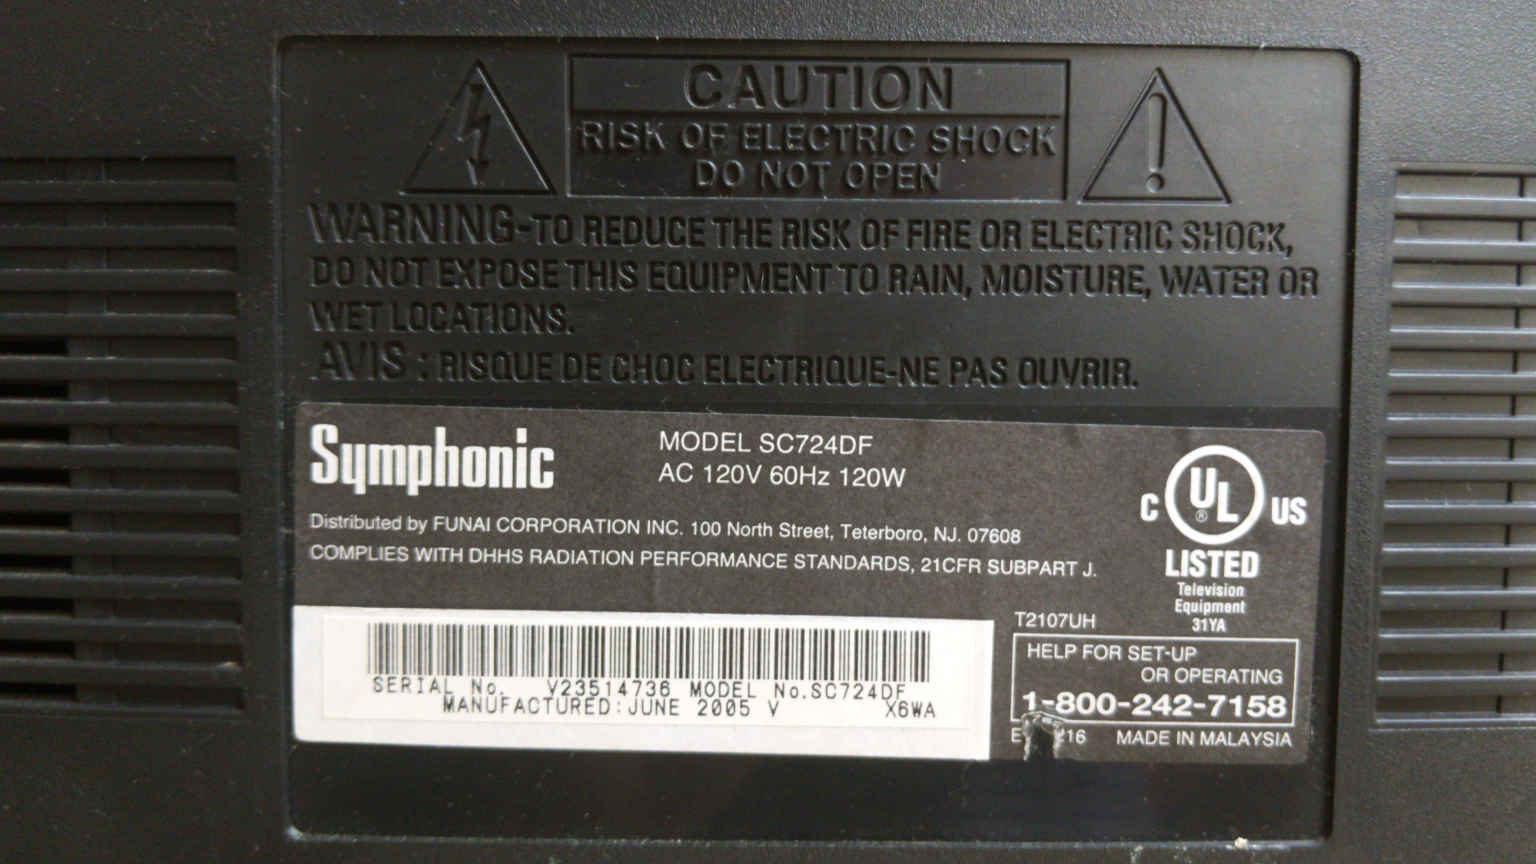 CAUTION
RISK OF ELECTRIC SHOCK
DO NOT OPEN
WARNING-TO REDUCE THE RISK OF FIRE OR ELECTRIC SHOCK,
DO NOT EXPOSE THIS EQUIPMENT TO RAIN, MOISTURE, WATER OR
WET LOCATIONS.
AVIS : RISQUE DE CHOC ELECTRIQUE-NE PAS OUVRIR.
Symphonic
MODEL SC724DF
AC 120V 60Hz 120W
Distributed by FUNAI CORPORATION INC. 100 North Street, Teterboro, NJ. 07608
COMPLIES WITH DHHS RADIATION PERFORMANCE STANDARDS, 21CFR SUBPART J.
C UL ® US
LISTED
Television
Equipment
31YA
SERIAL No. V23514736 MODEL No.SC724DF
MANUFACTURED:JUNE 2005 V X6WA
T2107UH
HELP FOR SET-UP
OR OPERATING
1-800-242-7158
MADE IN MALAYSIA